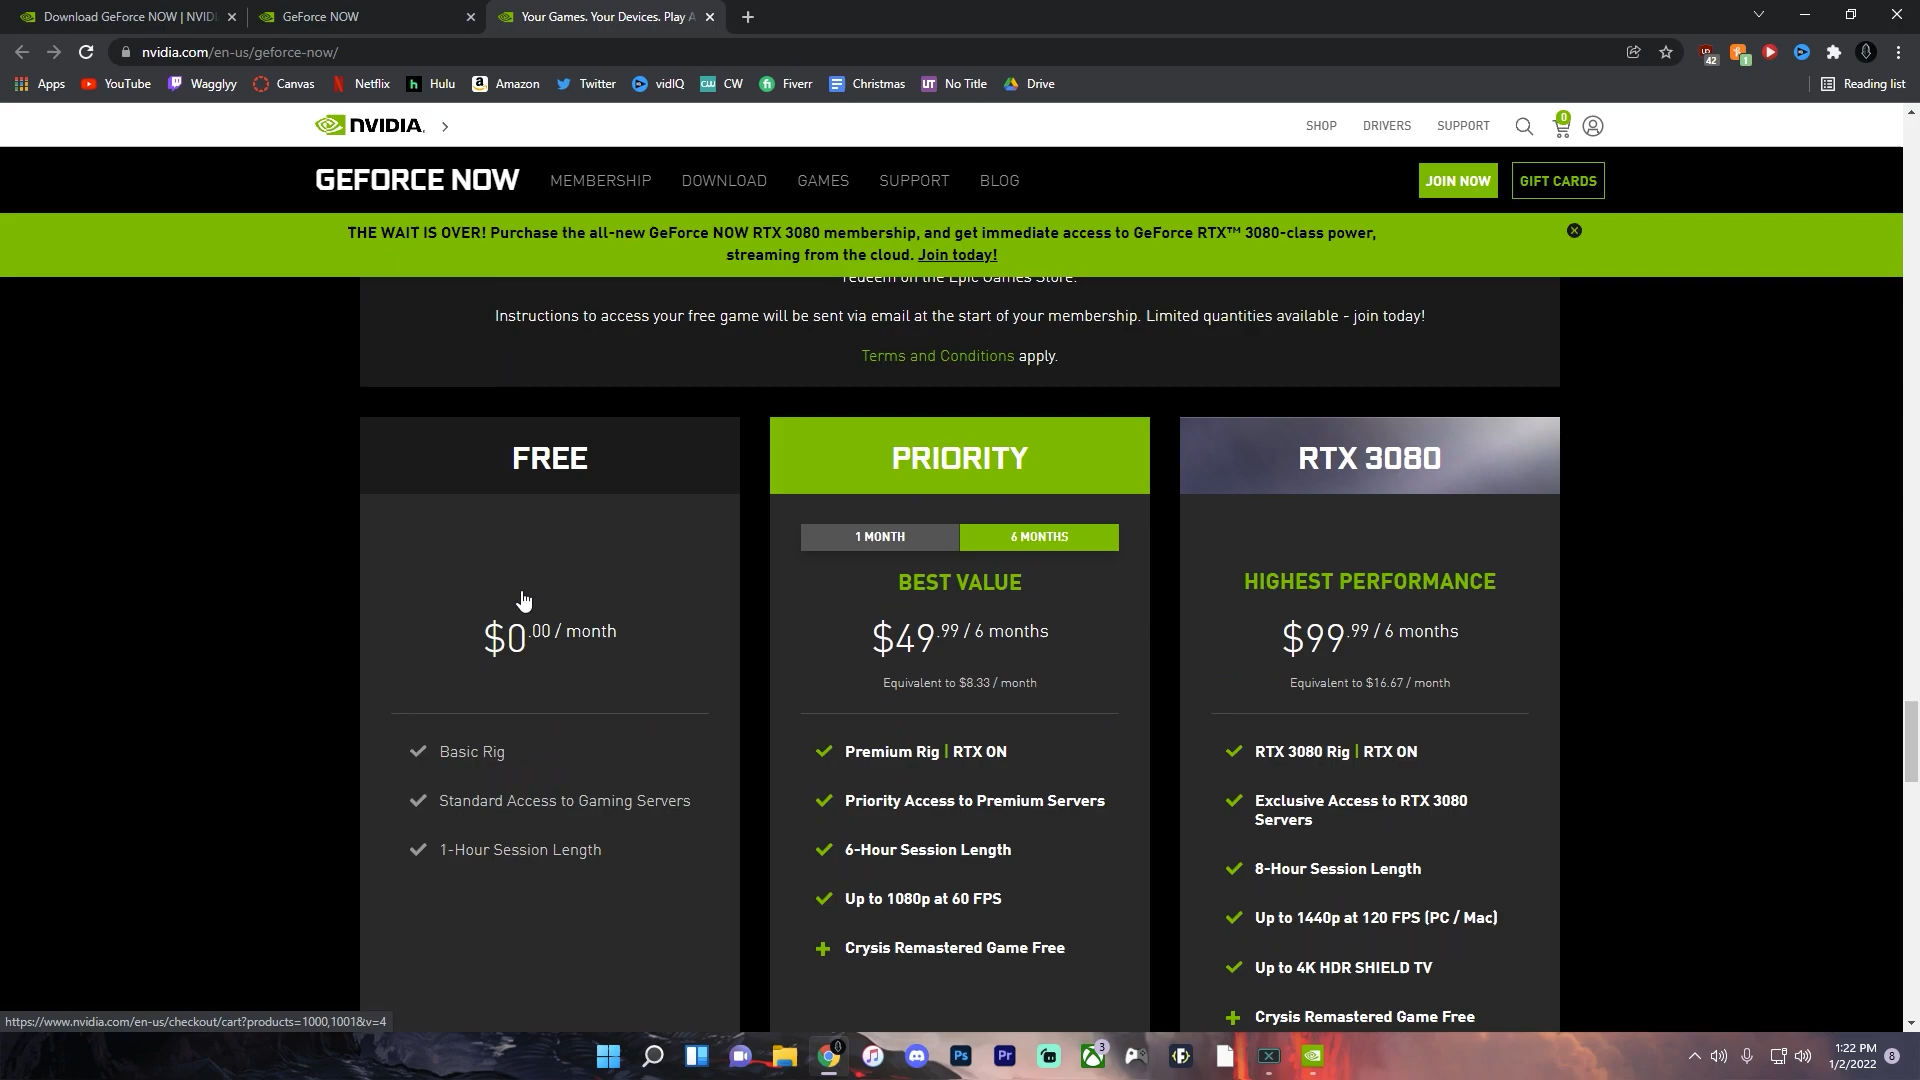 Download GeForce NOW | NVIDI
GeForce NOW
Your Games. Your Devices. Play A
nvidia.com/en-us/geforce-now/
42
1
Apps
YouTube
Wagglyy
Canvas
Netflix
Hulu
Amazon
Twitter
vidIQ
CW
Fiverr
Christmas
No Title
Drive
Reading list
NVIDIA.
SHOP
DRIVERS
SUPPORT
0
GEFORCE NOW
MEMBERSHIP
DOWNLOAD
GAMES
SUPPORT
BLOG
JOIN NOW
GIFT CARDS
THE WAIT IS OVER! Purchase the all-new GeForce NOW RTX 3080 membership, and get immediate access to GeForce RTX™ 3080-class power,
streaming from the cloud. Join today!
redeem on the Epic Games Store.
Instructions to access your free game will be sent via email at the start of your membership. Limited quantities available - join today!
Terms and Conditions apply.
FREE
$0.00 / month
Basic Rig
Standard Access to Gaming Servers
1-Hour Session Length
PRIORITY
1 MONTH
6 MONTHS
BEST VALUE
$49.99 / 6 months
Equivalent to $8.33 / month
Premium Rig | RTX ON
Priority Access to Premium Servers
6-Hour Session Length
Up to 1080p at 60 FPS
Crysis Remastered Game Free
RTX 3080
HIGHEST PERFORMANCE
$99.99 / 6 months
Equivalent to $16.67 / month
RTX 3080 Rig | RTX ON
Exclusive Access to RTX 3080
Servers
8-Hour Session Length
Up to 1440p at 120 FPS (PC / Mac)
Up to 4K HDR SHIELD TV
Crysis Remastered Game Free
https://www.nvidia.com/en-us/checkout/cart?products=1000,1001&v=4
Ps
Pr
3
1:22 PM
1/2/2022
8